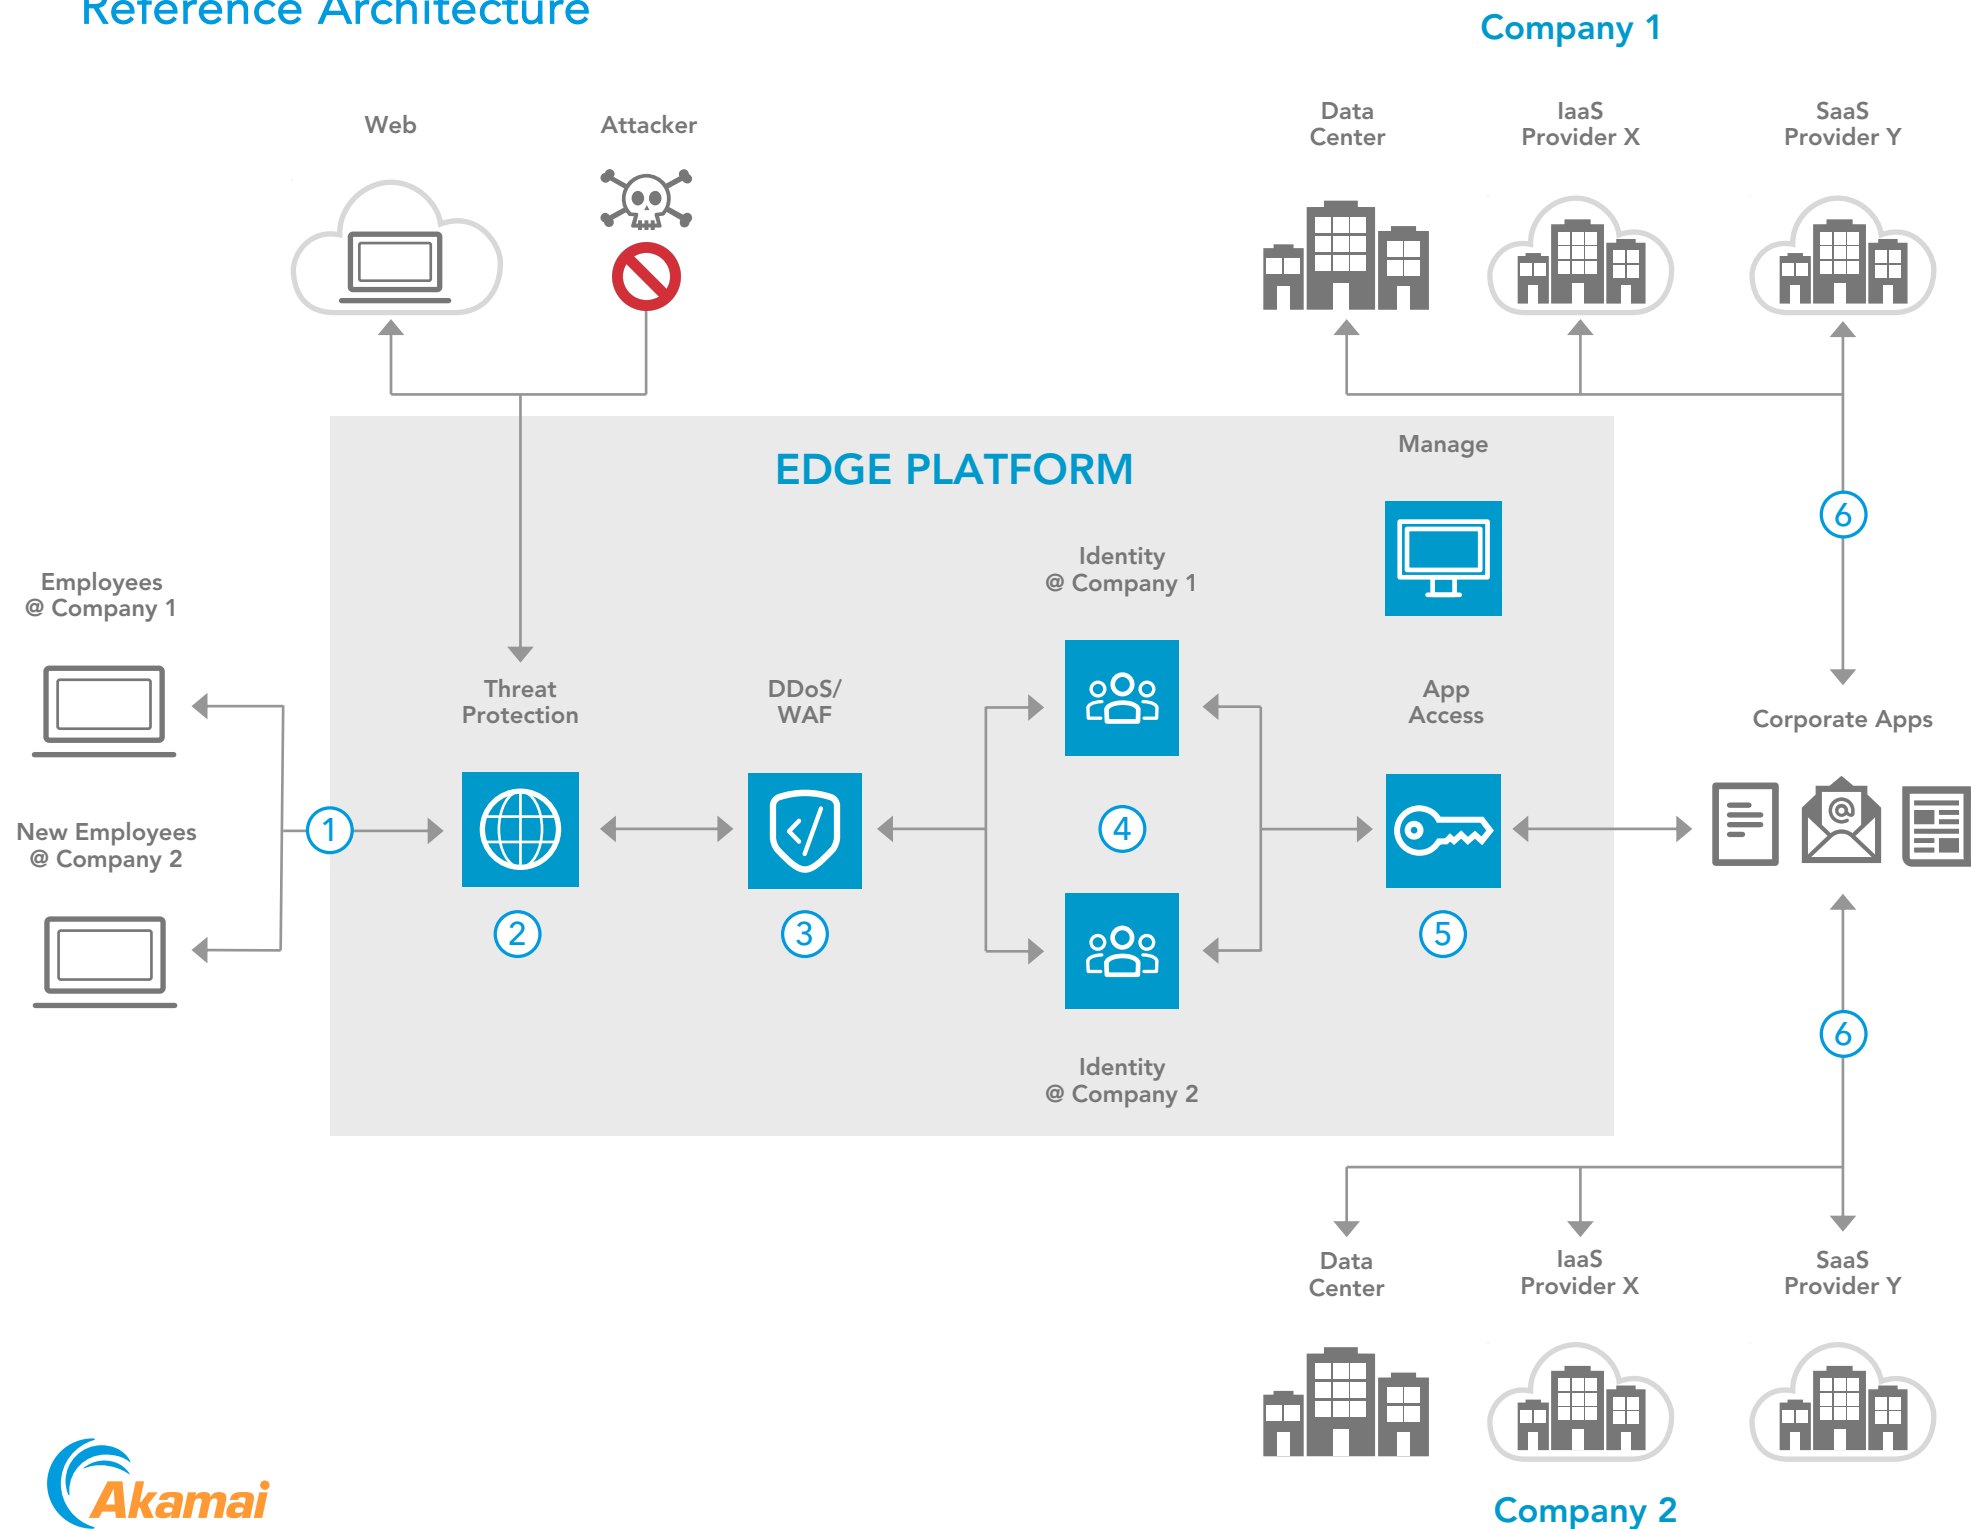 Reference Architecture
Company 1
Web
Attacker
Data
Center
IaaS
Provider X
SaaS
Provider Y
EDGE PLATFORM
Manage
6
Identity
@ Company 1
Employees
@ Company 1
Threat
Protection
DDoS/
WAF
App
Access
Corporate Apps
@
New Employees
@ Company 2
1
4
2
3
5
6
Identity
@ Company 2
Data
Center
IaaS
Provider X
SaaS
Provider Y
Akamai
Company 2